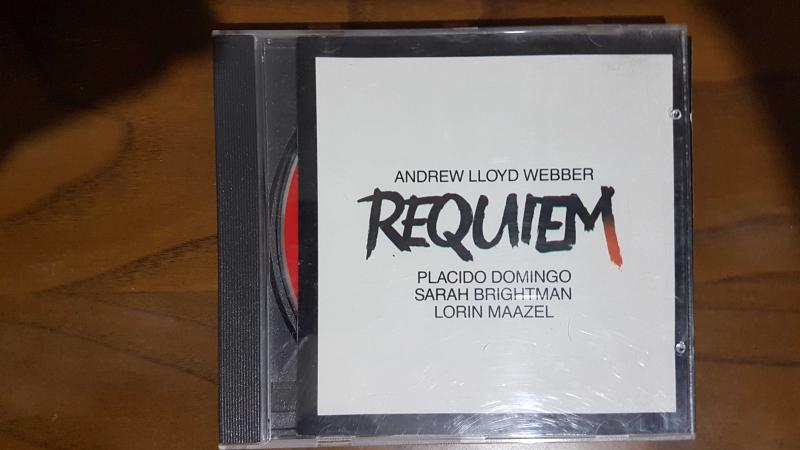 ANDREW LLOYD WEBBER
REQUIEM
PLACIDO DOMINGO
SARAH BRIGHTMAN
LORIN MAAZEL